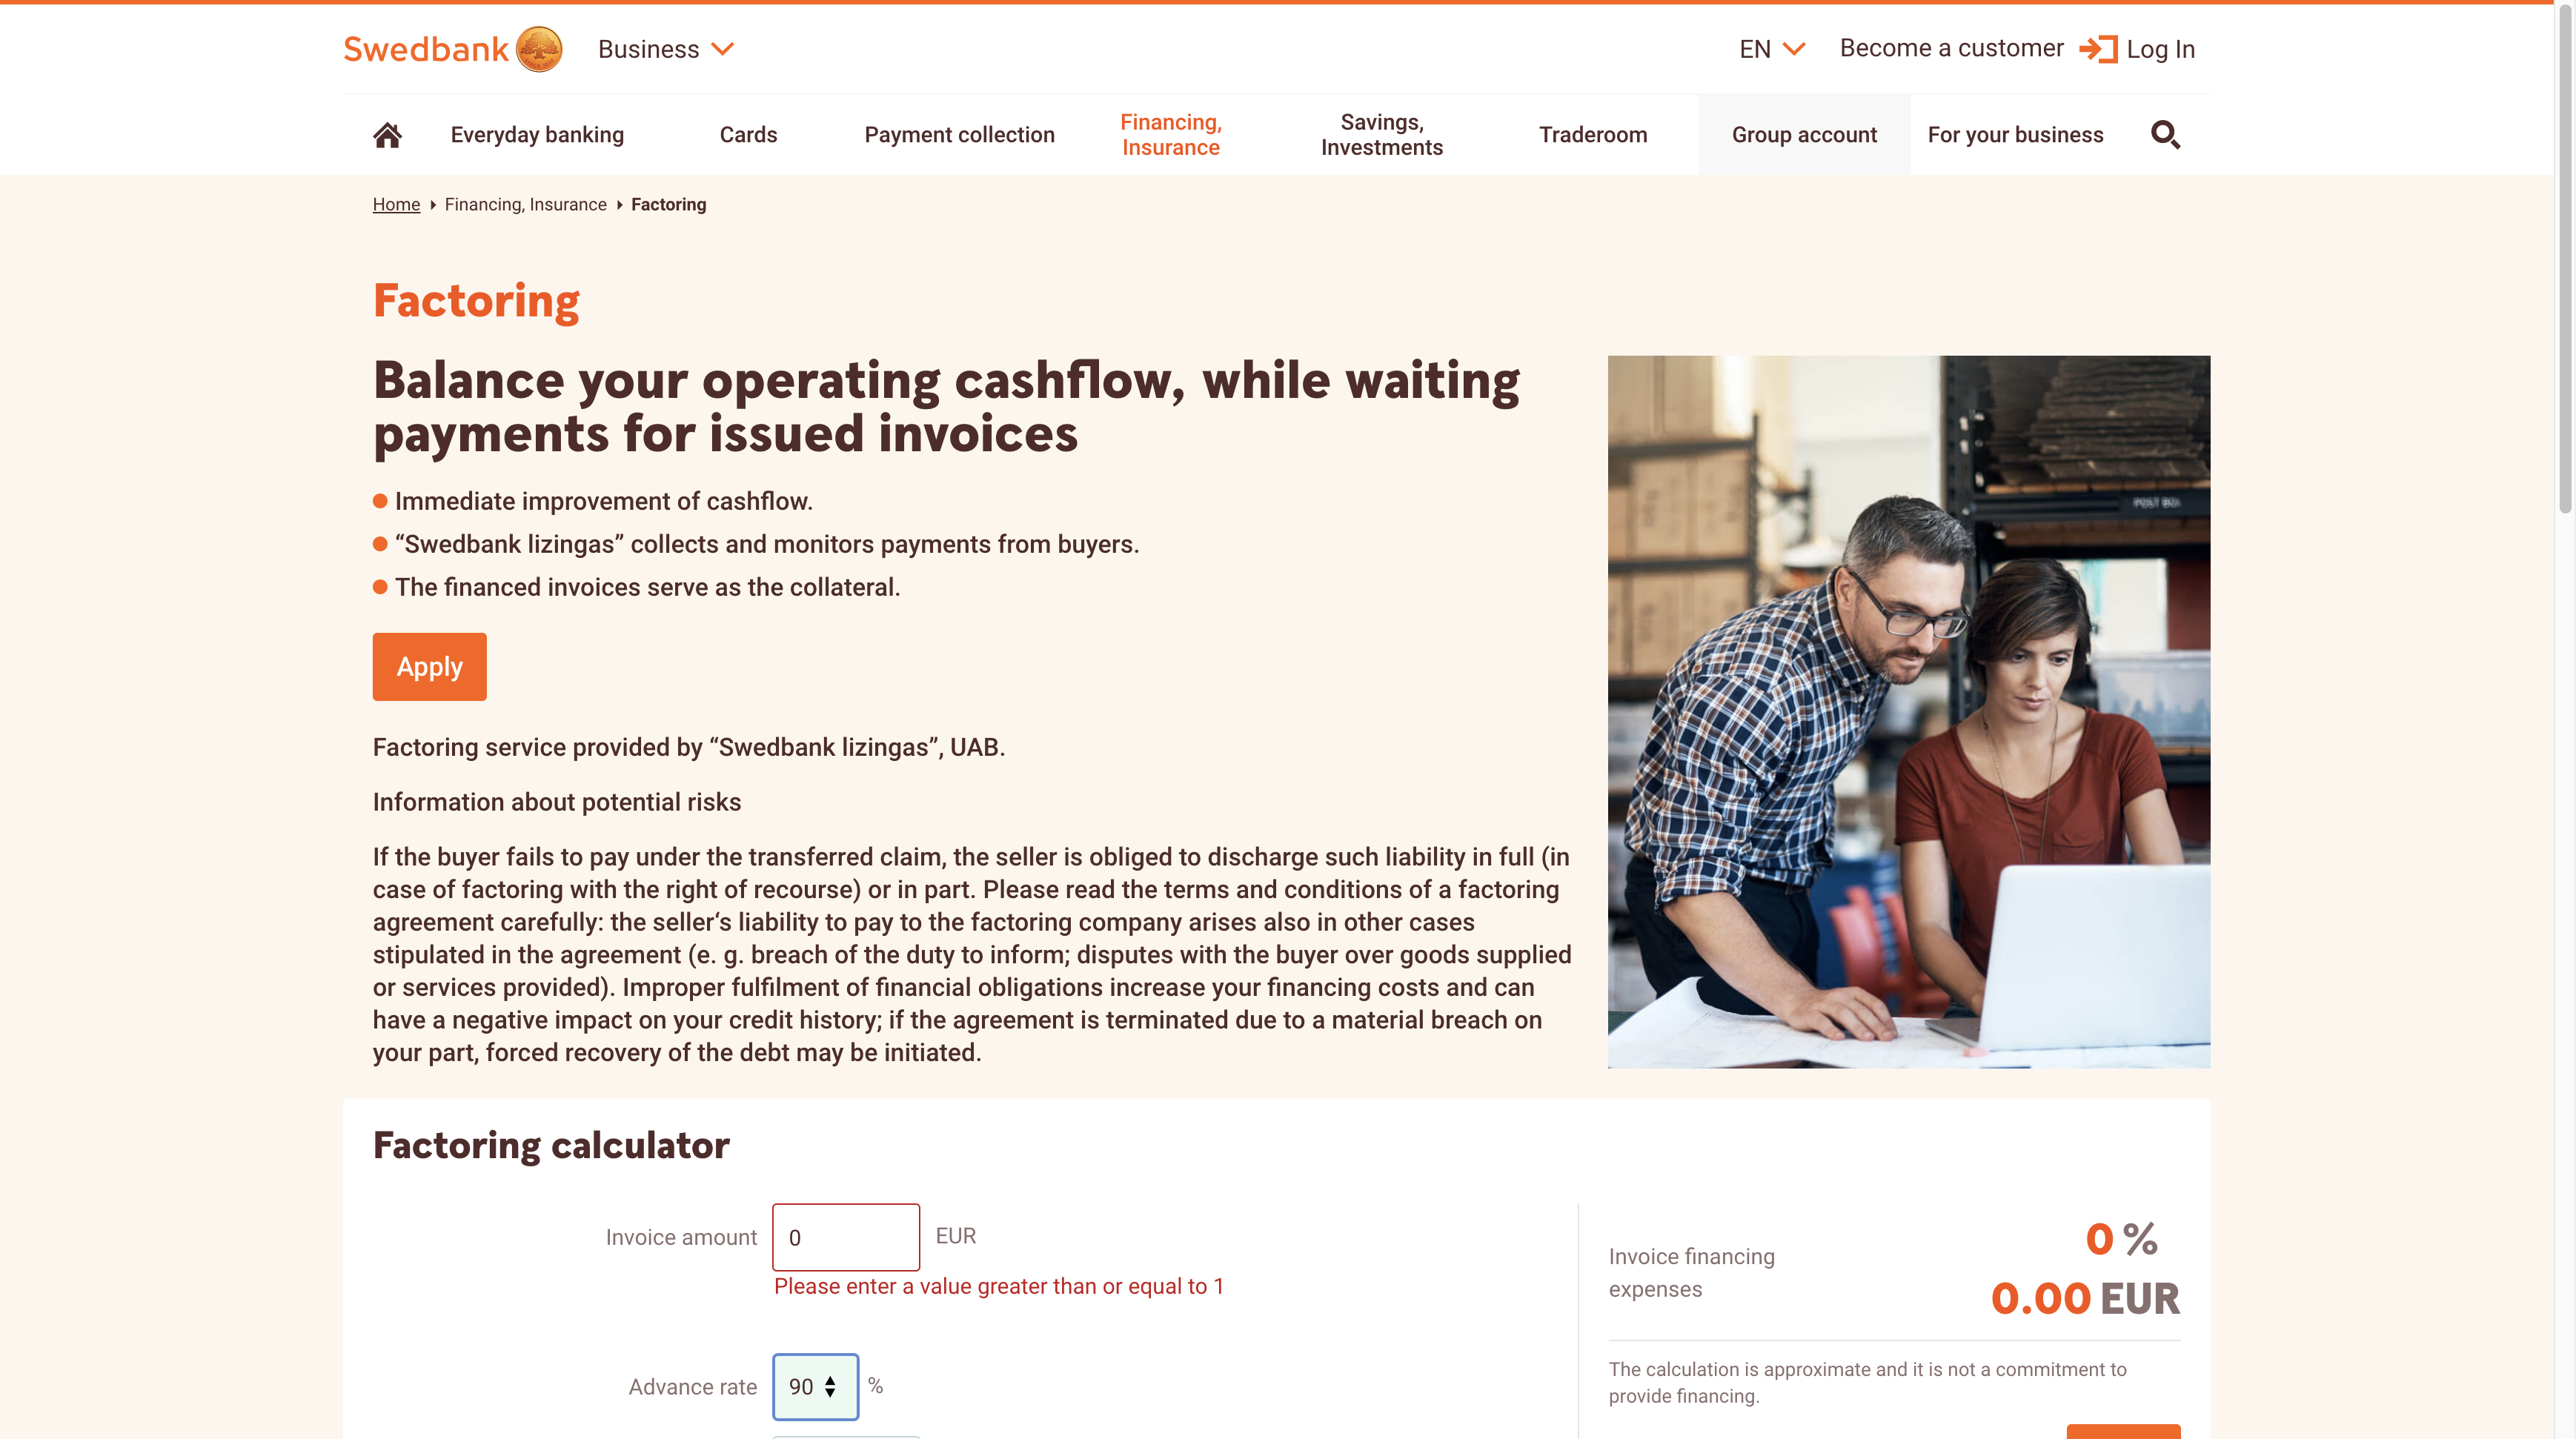 Swedbank
Business
EN
Become a customer
Log In
Everyday banking
Cards
Payment collection
Financing,
Insurance
Savings,
Investments
Traderoom
Group account
For your business
Home
Financing, Insurance
Factoring
Factoring
Balance your operating cashflow, while waiting
payments for issued invoices
Immediate improvement of cashflow.
“Swedbank lizingas” collects and monitors payments from buyers.
The financed invoices serve as the collateral.
Apply
Factoring service provided by “Swedbank lizingas”, UAB.
Information about potential risks
If the buyer fails to pay under the transferred claim, the seller is obliged to discharge such liability in full (in
case of factoring with the right of recourse) or in part. Please read the terms and conditions of a factoring
agreement carefully: the seller‘s liability to pay to the factoring company arises also in other cases
stipulated in the agreement (e. g. breach of the duty to inform; disputes with the buyer over goods supplied
or services provided). Improper fulfilment of financial obligations increase your financing costs and can
have a negative impact on your credit history; if the agreement is terminated due to a material breach on
your part, forced recovery of the debt may be initiated.
POST BOX
Factoring calculator
Invoice amount
0
EUR
Please enter a value greater than or equal to 1
Advance rate
90
%
Invoice financing
expenses
0 %
0.00 EUR
The calculation is approximate and it is not a commitment to
provide financing.